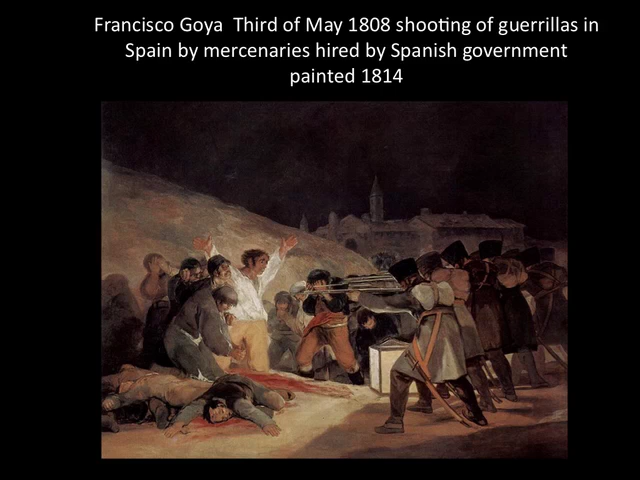 Francisco Goya  Third of May 1808 shooting of guerrillas in
Spain by mercenaries hired by Spanish government
painted 1814